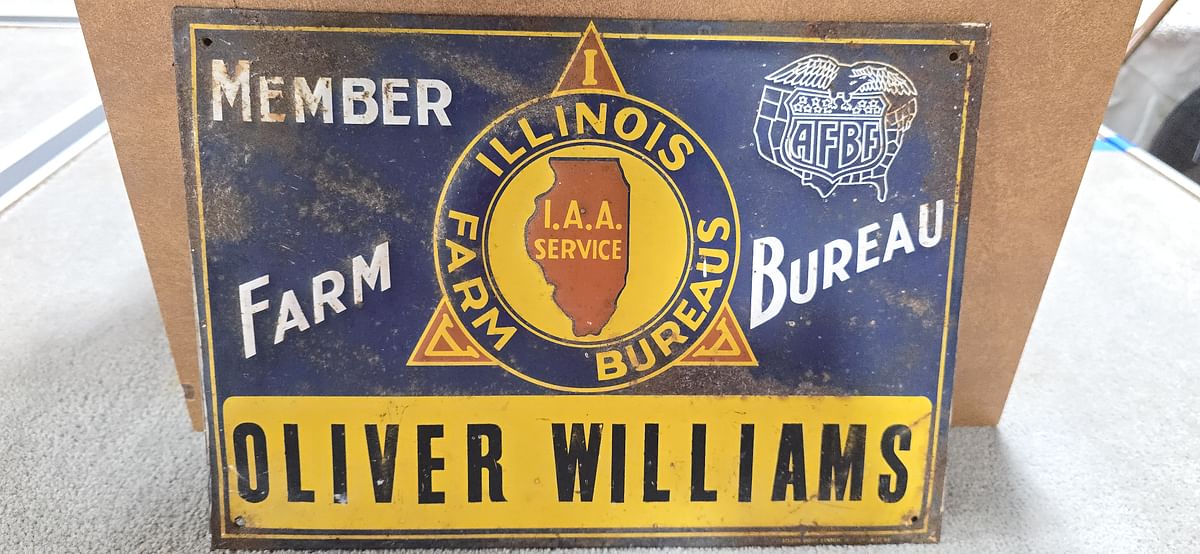 MEMBER
I
ILLINOIS
FARM BUREAUS
I.A.A.
SERVICE
AFBF
FARM BUREAU
OLIVER WILLIAMS